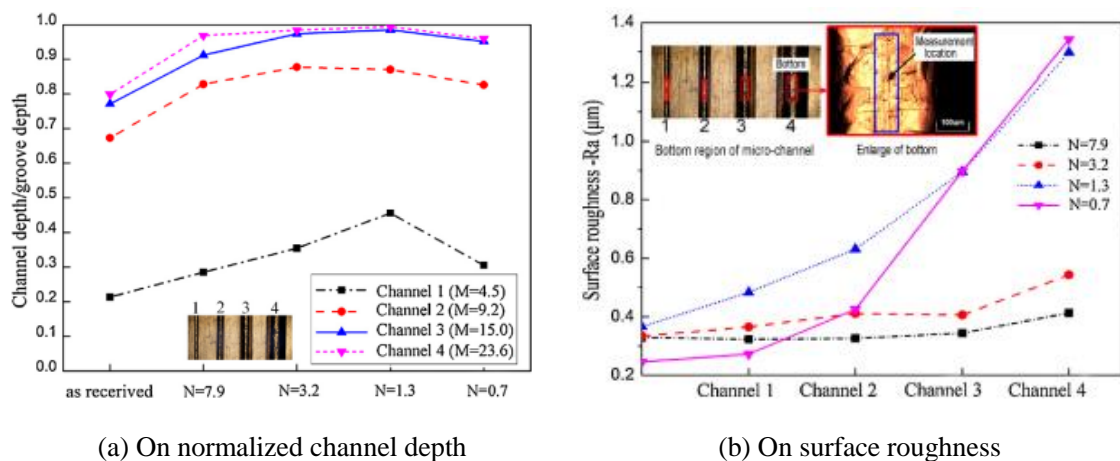 1.0
0.9
0.8
0.7
0.6
0.5
0.4
0.3
0.2
0.1
0.0
Channel depth/groove depth
1 2 3 4
Channel 1 (M=4.5)
Channel 2 (M=9.2)
Channel 3 (M=15.0)
Channel 4 (M=23.6)
as recerived N=7.9 N=3.2 N=1.3 N=0.7
(a) On normalized channel depth
1.4
1.2
1.0
0.8
0.6
0.4
0.2
Surface roughness -Ra (μm)
Bottom
1 2 3 4
Bottom region of micro-channel
Measurement
location
100um
Enlarge of bottom
N=7.9
N=3.2
N=1.3
N=0.7
Channel 1 Channel 2 Channel 3 Channel 4
(b) On surface roughness